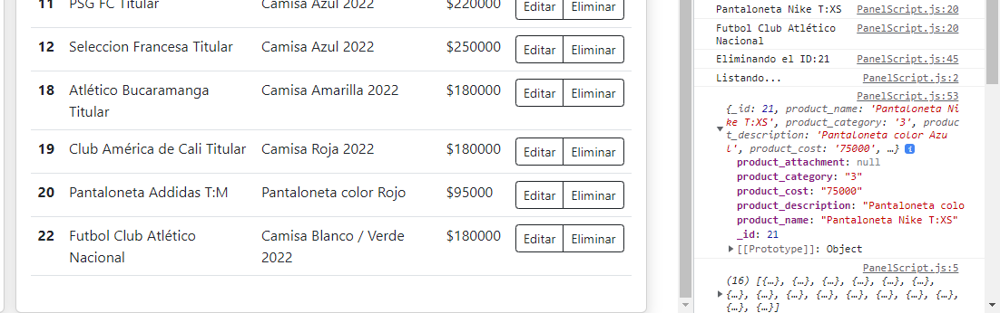 11 PSG FC Titular Camisa Azul 2022 $220000 Editar Eliminar
12 Seleccion Francesa Titular Camisa Azul 2022 $250000 Editar Eliminar
18 Atlético Bucaramanga Camisa Amarilla 2022 $180000 Editar Eliminar
Titular
19 Club América de Cali Titular Camisa Roja 2022 $180000 Editar Eliminar
20 Pantaloneta Addidas T:M Pantaloneta color Rojo $95000 Editar Eliminar
22 Futbol Club Atlético Camisa Blanco / Verde $180000 Editar Eliminar
Nacional 2022
Pantaloneta Nike T:XS PanelScript.js:20
Futbol Club Atlético PanelScript.js:20
Nacional
Eliminando el ID:21 PanelScript.js:45
Listando... PanelScript.js:2
PanelScript.js:53
{_id: 21, product_name: 'Pantaloneta Ni
ke T:XS', product_category: '3', produc
t_description: 'Pantaloneta color Azu
l', product_cost: '75000', …} i
product_attachment: null
product_category: "3"
product_cost: "75000"
product_description: "Pantaloneta colo
product_name: "Pantaloneta Nike T:XS"
_id: 21
[[Prototype]]: Object
PanelScript.js:5
(16) [{…}, {…}, {…}, {…}, {…}, {…},
{…}, {…}, {…}, {…}, {…}, {…}, {…}, {…},
{…}, {…}]